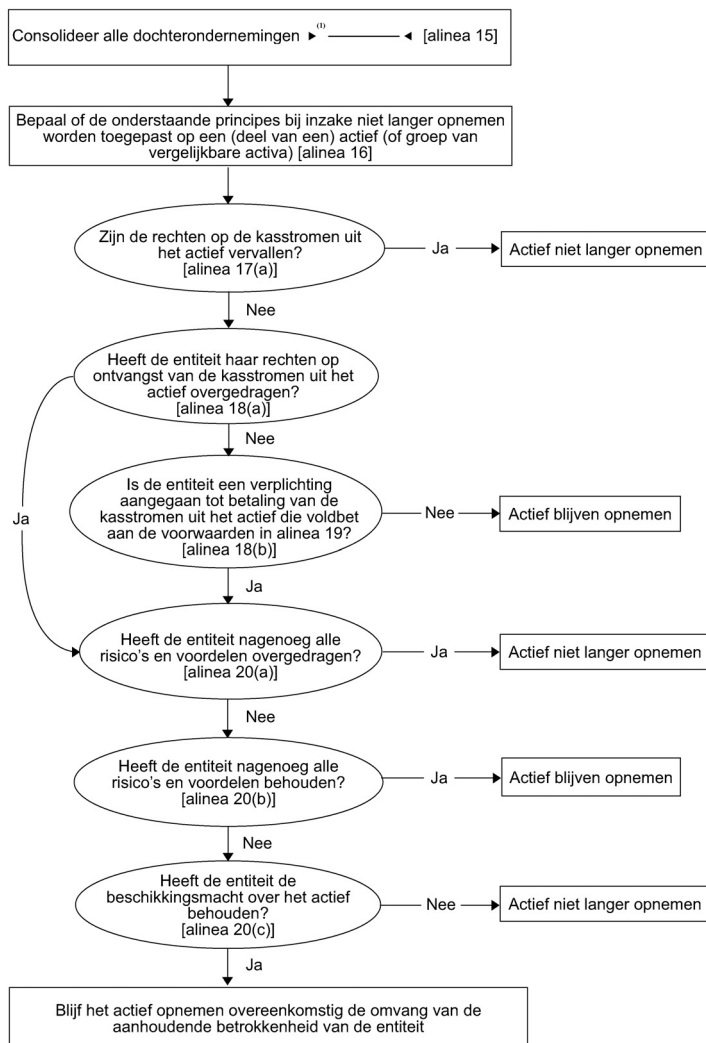 Consolideer alle dochterondernemingen ►(1) ——— ◄ [alinea 15]
Bepaal of de onderstaande principes bij inzake niet langer opnemen
worden toegepast op een (deel van een) actief (of groep van
vergelijkbare activa) [alinea 16]
Zijn de rechten op de kasstromen uit
het actief vervallen?
[alinea 17(a)]
Ja
Actief niet langer opnemen
Nee
Heeft de entiteit haar rechten op
ontvangst van de kasstromen uit het
actief overgedragen?
[alinea 18(a)]
Nee
Ja
Is de entiteit een verplichting
aangegaan tot betaling van de
kasstromen uit het actief die voldbet
aan de voorwaarden in alinea 19?
[alinea 18(b)]
Nee
Actief blijven opnemen
Ja
Heeft de entiteit nagenoeg alle
risico's en voordelen overgedragen?
[alinea 20(a)]
Ja
Actief niet langer opnemen
Nee
Heeft de entiteit nagenoeg alle
risico's en voordelen behouden?
[alinea 20(b)]
Ja
Actief blijven opnemen
Nee
Heeft de entiteit de
beschikkingsmacht over het actief
behouden?
[alinea 20(c)]
Nee
Actief niet langer opnemen
Ja
Blijf het actief opnemen overeenkomstig de omvang van de
aanhoudende betrokkenheid van de entiteit